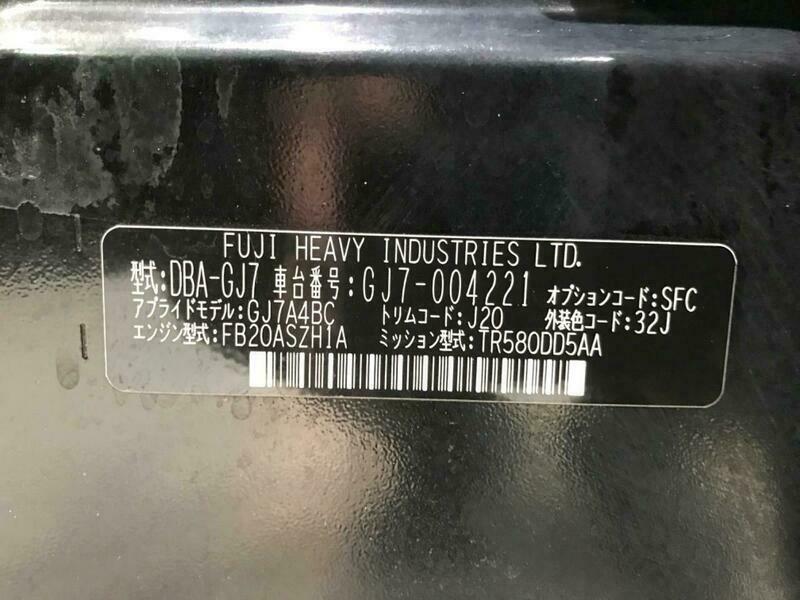 FUJI HEAVY INDUSTRIES LTD.
型式:DBA-GJ7 車台番号:GJ7-004221 オプションコード:SFC
アプライドモデル:GJ7A4BC トリムコード:J20 外装色コード:32J
エンジン型式:FB20ASZH1A ミッション型式:TR580DD5AA